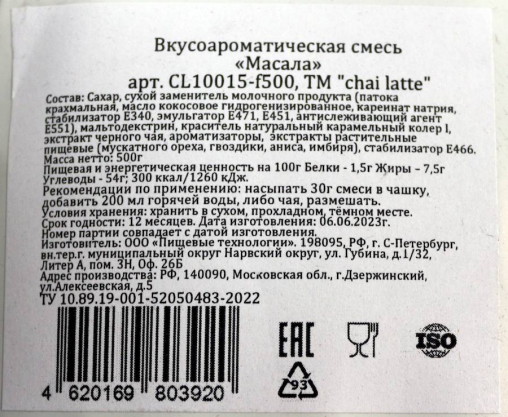 Вкусоароматическая смесь
«Масала»
арт. CL10015-f500, ТМ "chai latte"
Состав: Сахар, сухой заменитель молочного продукта (патока
крахмальная, масло кокосовое гидрогенизированное, кареинат натрия,
стабилизатор Е340, эмульгатор Е471, Е451, антислеживающий агент
Е551), мальтодекстрин, краситель натуральный карамельный колер l,
экстракт черного чая, ароматизаторы, экстракты растительные
пищевые (мускатного ореха, гвоздики, аниса, имбиря), стабилизатор Е466.
Масса нетто: 500г
Пищевая и энергетическая ценность на 100г Белки - 1,5г Жиры – 7,5г
Углеводы - 54г; 300 ккал/1260 кДж.
Рекомендации по применению: насыпать 30г смеси в чашку,
добавить 200 мл горячей воды, либо чая, размешать.
Условия хранения: хранить в сухом, прохладном, тёмном месте.
Срок годности: 12 месяцев. Дата изготовления: 06.06.2023г.
Номер партии совпадает с датой изготовления.
Изготовитель: ООО «Пищевые технологии». 198095, РФ, г. С-Петербург,
вн.тер.г. муниципальный округ Нарвский округ, ул. Губина, д.1/32,
Литер А, пом. 3Н, Оф. 26Б
Адрес производства: РФ, 140090, Московская обл., г.Дзержинский,
ул.Алексеевская, д.5
ТУ 10.89.19-001-52050483-2022
EAC
ISO
93
4 620169 803920